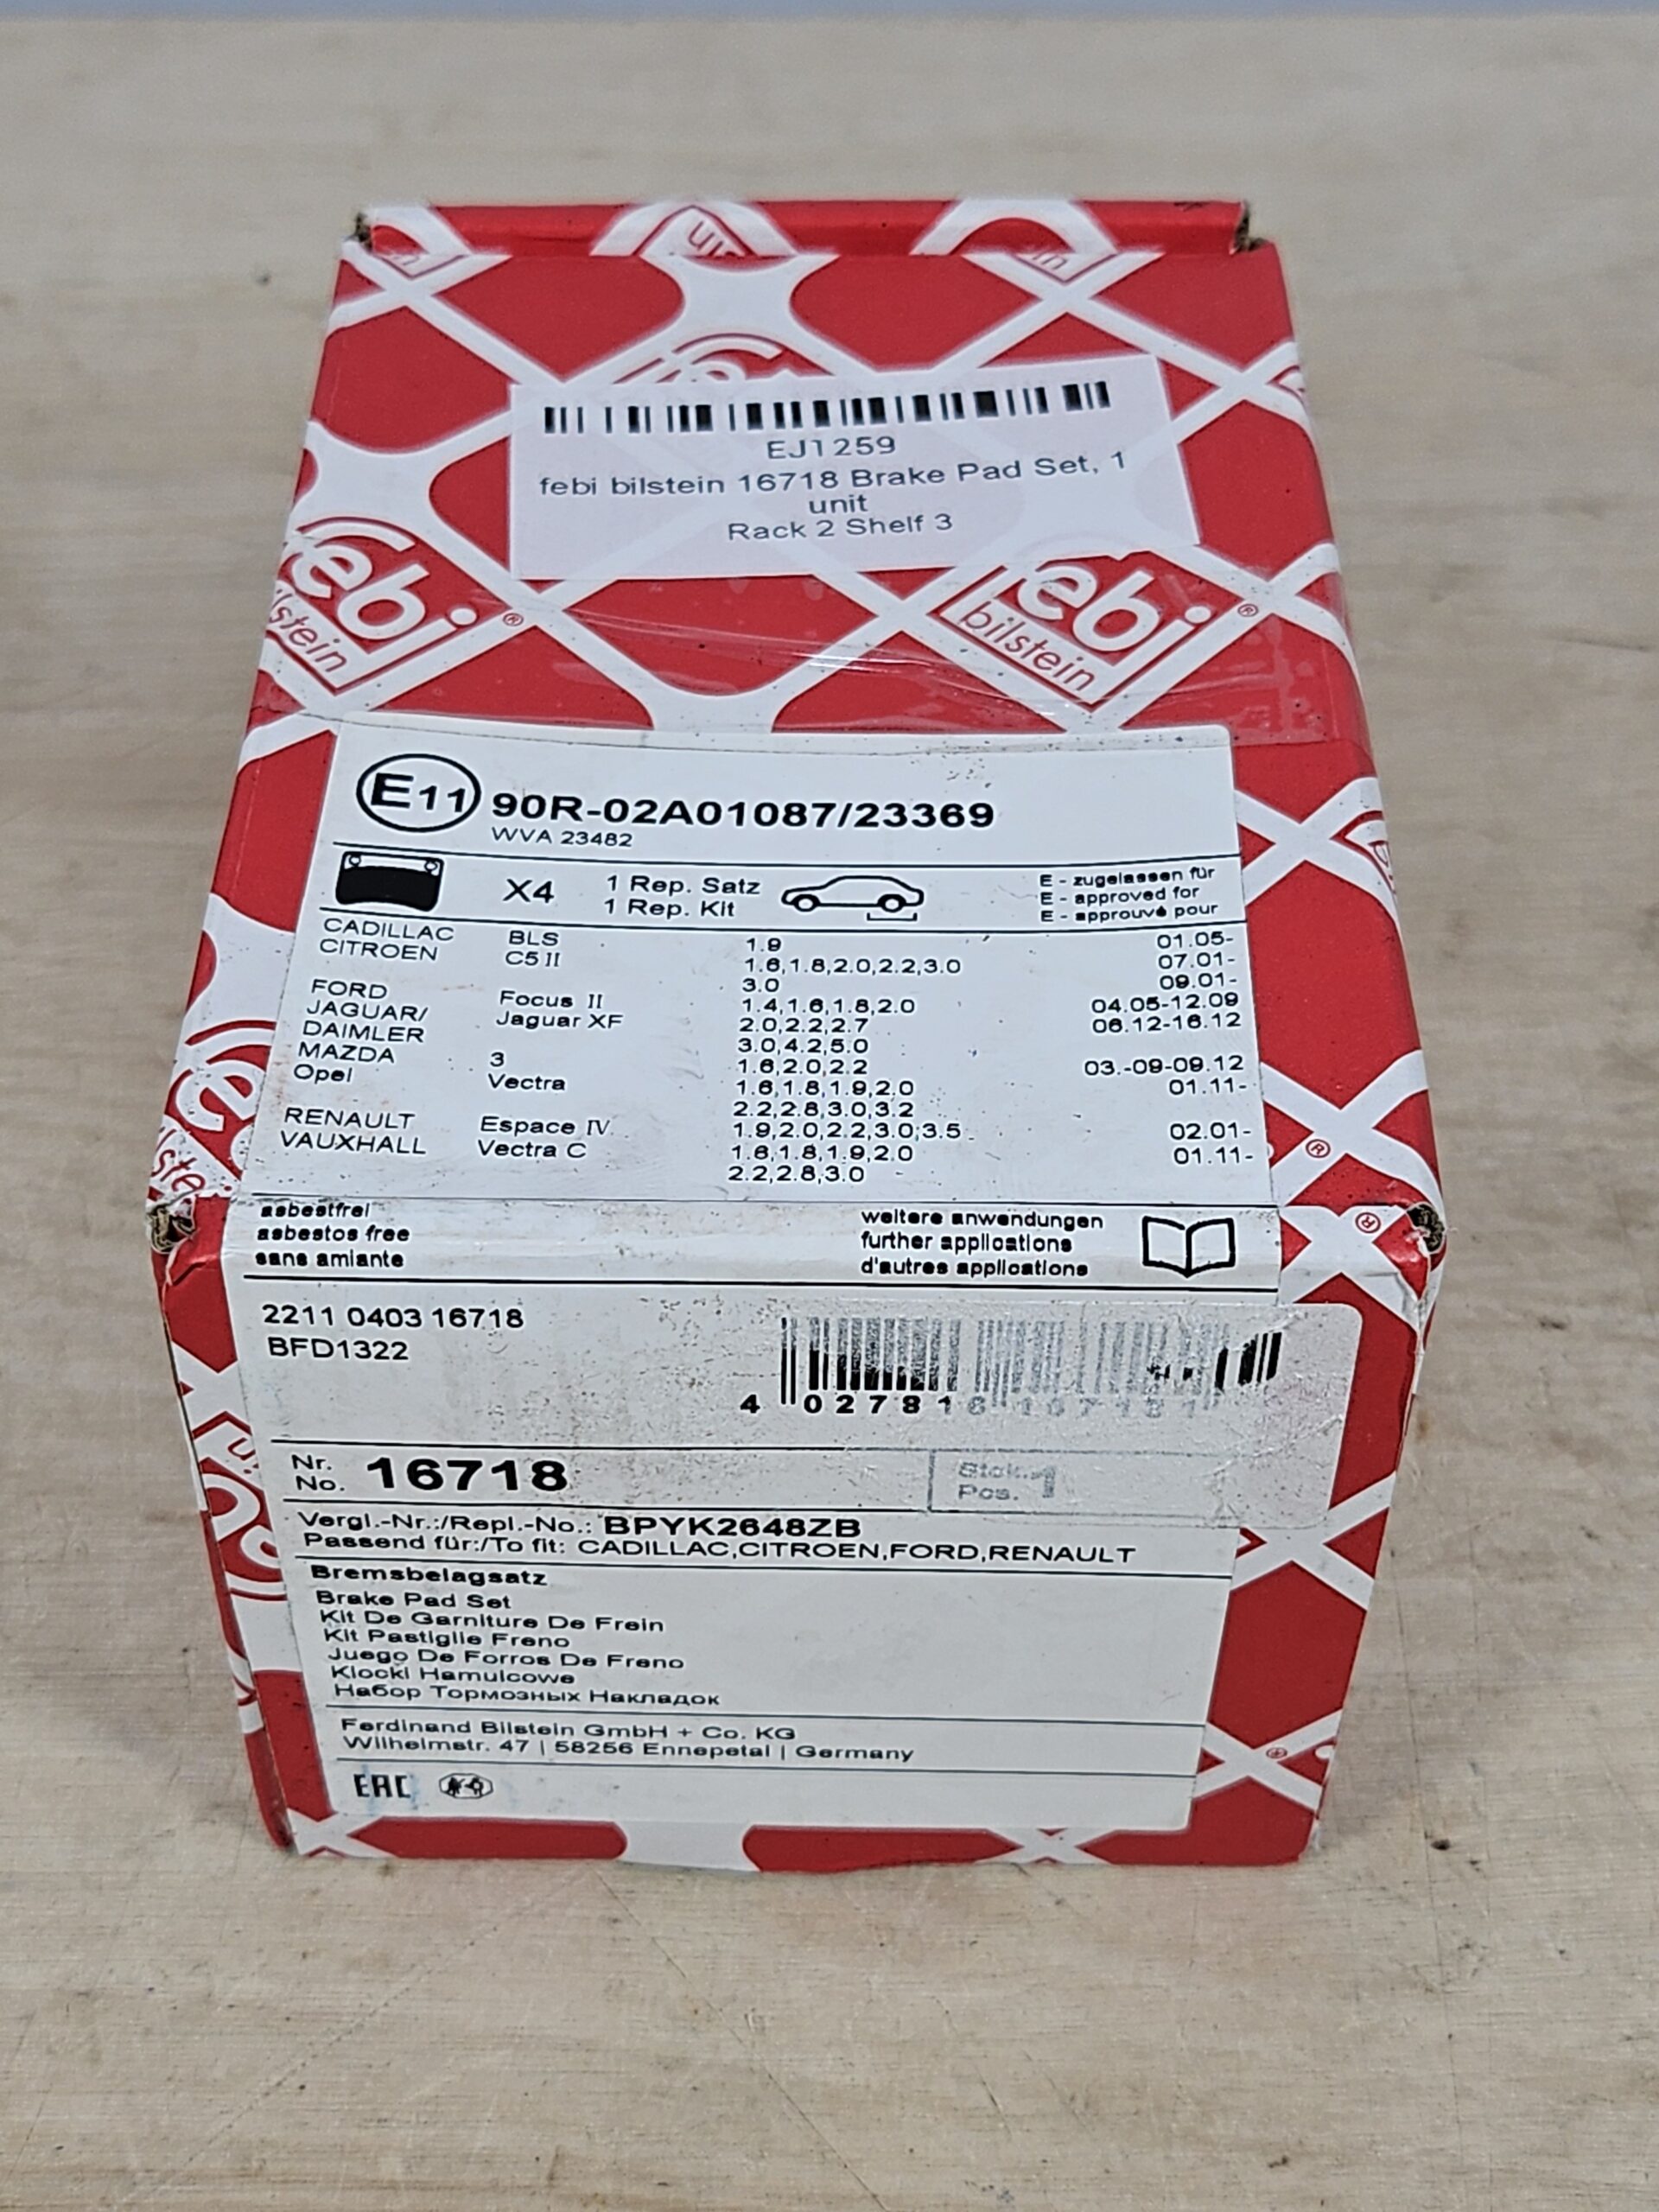 EJ1259
febi bilstein 16718 Brake Pad Set, 1
unit
Rack 2 Shelf 3
febi ®
bilstein
febi ®
bilstein
E11 90R-02A01087/23369
WVA 23482
X4 1 Rep. Satz E - zugelassen für
1 Rep. Kit E - approved for
E - approuvé pour
CADILLAC BLS 1.9 01.05-
CITROEN C5 II 1.6,1.8,2.0,2.2,3.0 07.01-
3.0 09.01-
FORD Focus II 1.4,1.6,1.8,2.0 04.05-12.09
JAGUAR/ Jaguar XF 2.0,2.2,2.7 06.12-16.12
DAIMLER 3.0,4.2,5.0
MAZDA 3 1.6,2.0,2.2 03.-09-09.12
Opel Vectra 1.6,1.8,1.9,2.0 01.11-
2.2,2.8,3.0,3.2
RENAULT Espace IV 1.9,2.0,2.2,3.0,3.5 02.01-
VAUXHALL Vectra C 1.6,1.8,1.9,2.0 01.11-
2.2,2.8,3.0
asbestfrei weitere anwendungen
asbestos free further applications
sans amiante d'autres applications
2211 0403 16718
BFD1322
4 027816 167181
Nr. 16718 Stck. 1
No. Pcs.
Vergl.-Nr.:/Repl.-No.: BPYK2648ZB
Passend für:/To fit: CADILLAC,CITROEN,FORD,RENAULT
Bremsbelagsatz
Brake Pad Set
Kit De Garniture De Frein
Kit Pastiglie Freno
Juego De Forros De Freno
Klocki Hamulcowe
Набор Тормозных Накладок
Ferdinand Bilstein GmbH + Co. KG
Wilhelmstr. 47 | 58256 Ennepetal | Germany
EAC